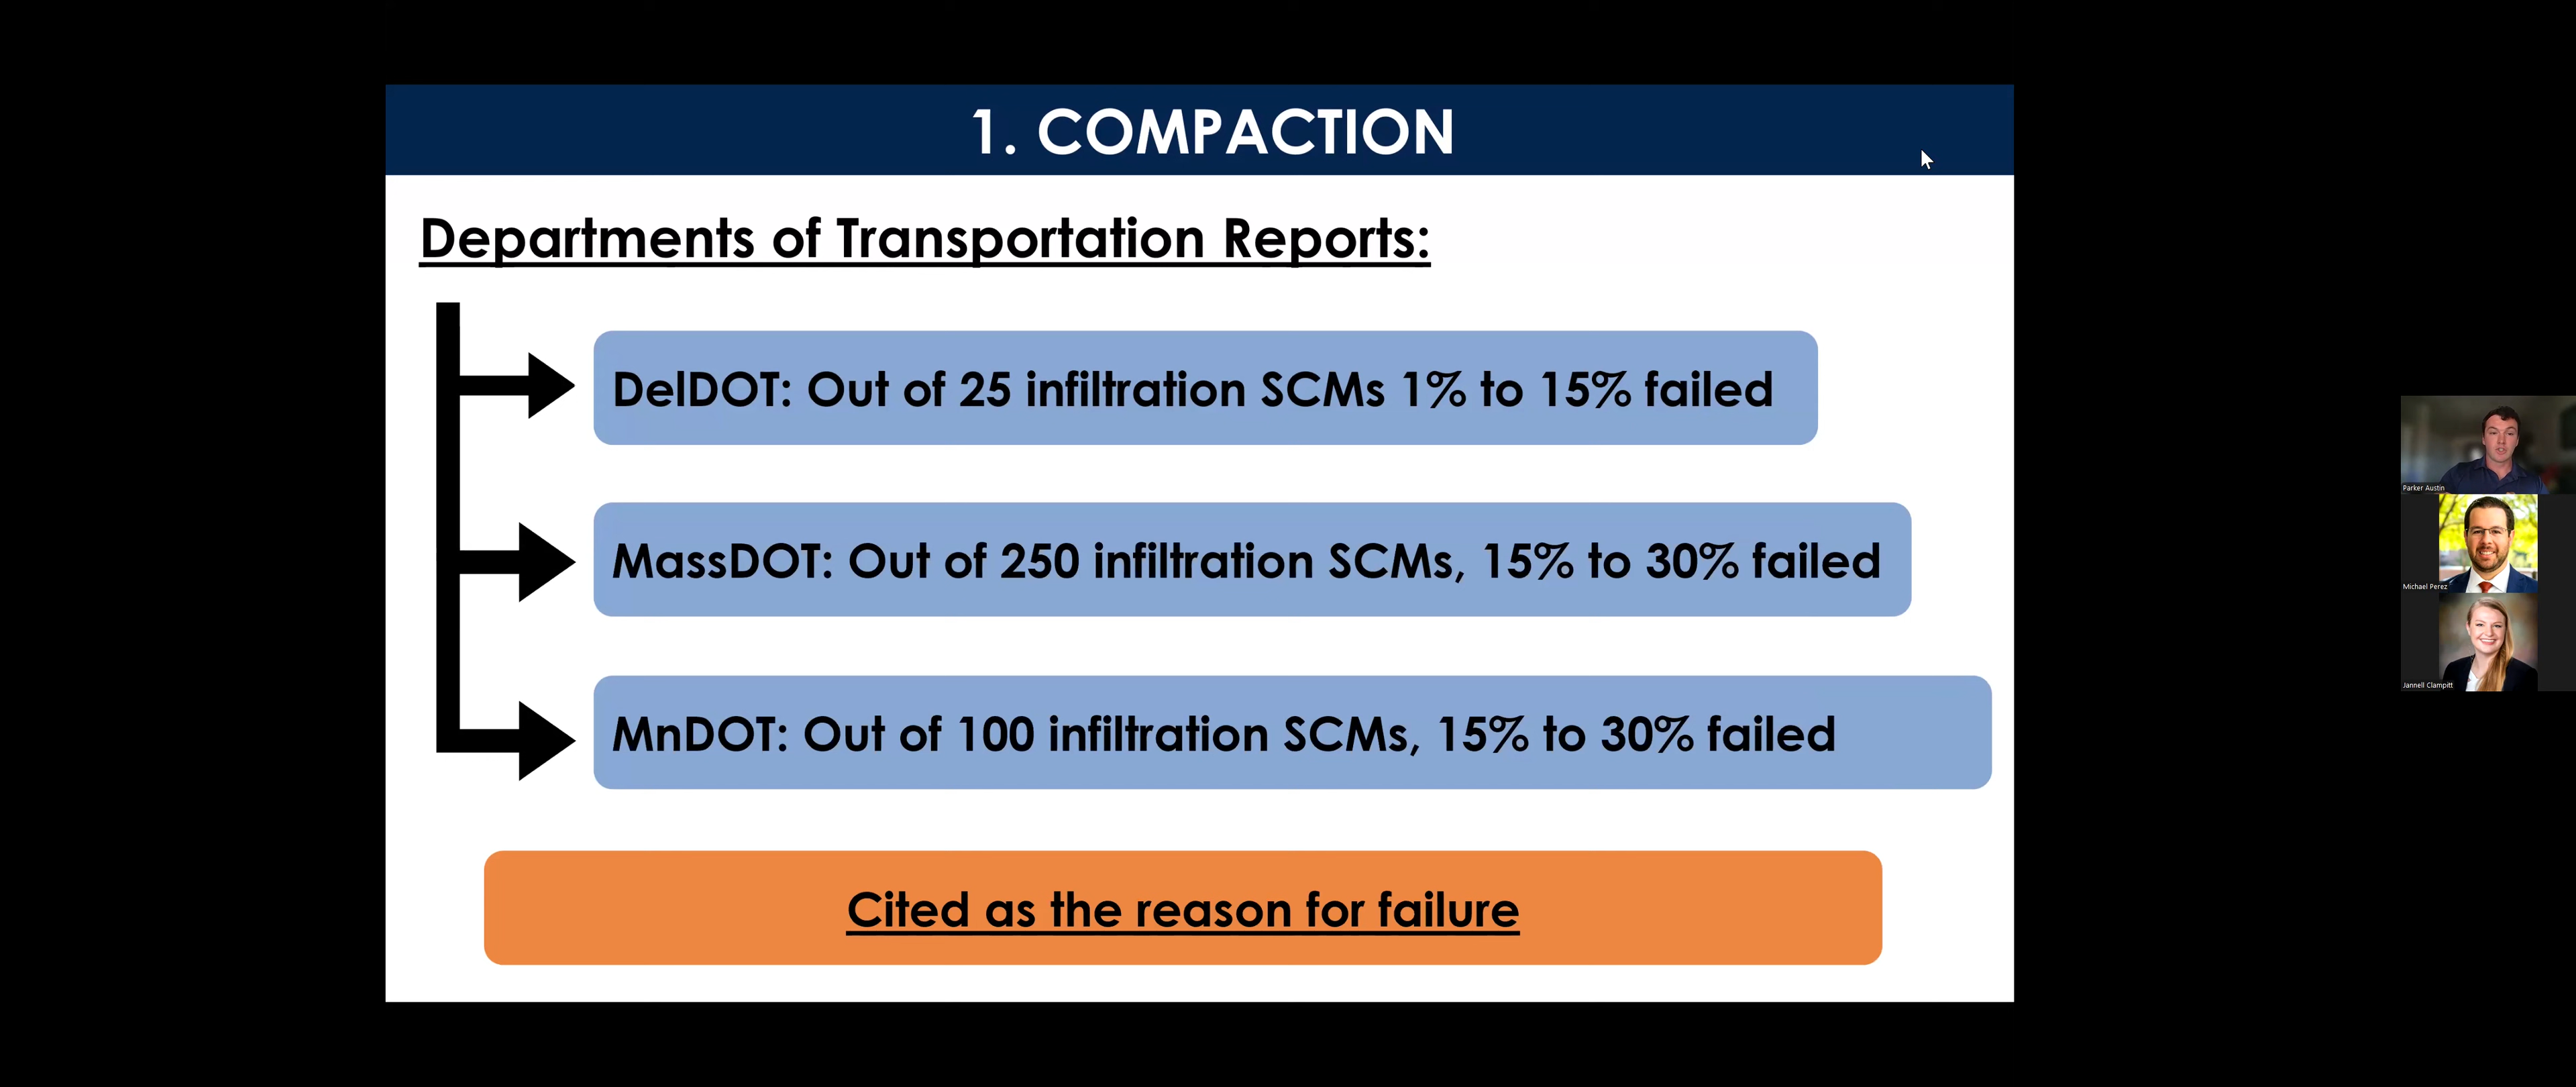 1. COMPACTION
Departments of Transportation Reports:
DelDOT: Out of 25 infiltration SCMs 1% to 15% failed
MassDOT: Out of 250 infiltration SCMs, 15% to 30% failed
MnDOT: Out of 100 infiltration SCMs, 15% to 30% failed
Cited as the reason for failure
Parker Austin
Michael Perez
Jannell Clampitt